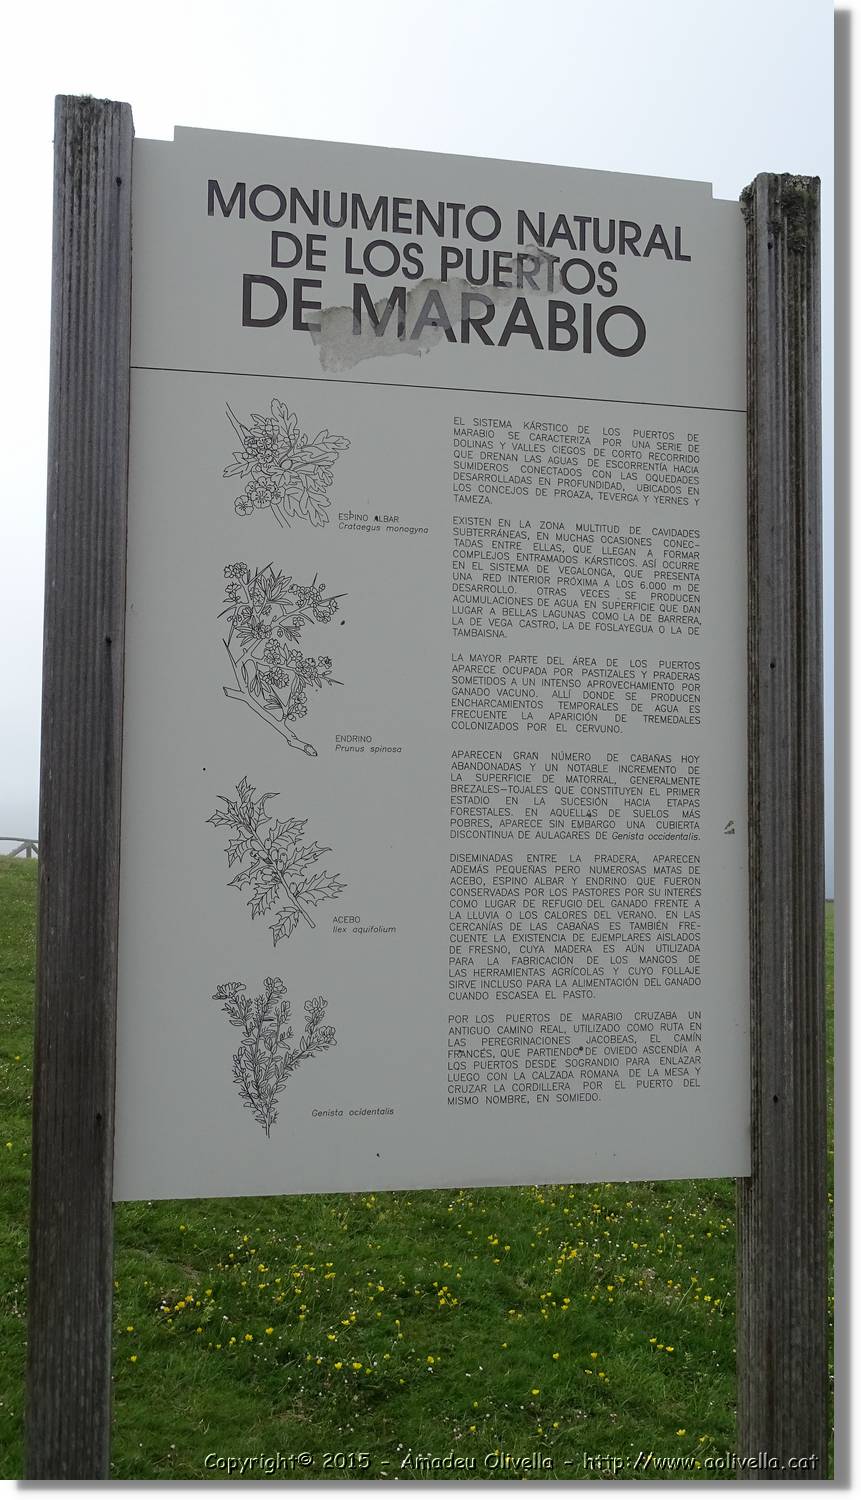 MONUMENTO NATURAL
DE LOS PUERTOS
DE MARABIO
ESPINO ALBAR
Crataegus monogyna
ENDRINO
Prunus spinosa
ACEBO
Ilex aquifolium
Genista ocidentalis
EL SISTEMA KÁRSTICO DE LOS PUERTOS DE
MARABIO SE CARACTERIZA POR UNA SERIE DE
DOLINAS Y VALLES CIEGOS DE CORTO RECORRIDO
QUE DRENAN LAS AGUAS DE ESCORRENTÍA HACIA
SUMIDEROS CONECTADOS CON LAS OQUEDADES
DESARROLLADAS EN PROFUNDIDAD, UBICADOS EN
LOS CONCEJOS DE PROAZA, TEVERGA Y YERNES Y
TAMEZA.
EXISTEN EN LA ZONA MULTITUD DE CAVIDADES
SUBTERRÁNEAS, EN MUCHAS OCASIONES CONEC-
TADAS ENTRE ELLAS, QUE LLEGAN A FORMAR
COMPLEJOS ENTRAMADOS KÁRSTICOS. ASÍ OCURRE
EN EL SISTEMA DE VEGALONGA, QUE PRESENTA
UNA RED INTERIOR PRÓXIMA A LOS 6.000 m DE
DESARROLLO. OTRAS VECES SE PRODUCEN
ACUMULACIONES DE AGUA EN SUPERFICIE QUE DAN
LUGAR A BELLAS LAGUNAS COMO LA DE BARRERA,
LA DE VEGA CASTRO, LA DE FOSLAYEGUA O LA DE
TAMBAISNA.
LA MAYOR PARTE DEL ÁREA DE LOS PUERTOS
APARECE OCUPADA POR PASTIZALES Y PRADERAS
SOMETIDOS A UN INTENSO APROVECHAMIENTO POR
GANADO VACUNO. ALLÍ DONDE SE PRODUCEN
ENCHARCAMIENTOS TEMPORALES DE AGUA ES
FRECUENTE LA APARICIÓN DE TREMEDALES
COLONIZADOS POR EL CERVUNO.
APARECEN GRAN NÚMERO DE CABAÑAS HOY
ABANDONADAS Y UN NOTABLE INCREMENTO DE
LA SUPERFICIE DE MATORRAL, GENERALMENTE
BREZALES-TOJALES QUE CONSTITUYEN EL PRIMER
ESTADIO EN LA SUCESIÓN HACIA ETAPAS
FORESTALES. EN AQUELLAS DE SUELOS MÁS
POBRES, APARECE SIN EMBARGO UNA CUBIERTA
DISCONTINUA DE AULAGARES DE Genista occidentalis.
DISEMINADAS ENTRE LA PRADERA, APARECEN
ADEMÁS PEQUEÑAS PERO NUMEROSAS MATAS DE
ACEBO, ESPINO ALBAR Y ENDRINO QUE FUERON
CONSERVADAS POR LOS PASTORES POR SU INTERÉS
COMO LUGAR DE REFUGIO DEL GANADO FRENTE A
LA LLUVIA O LOS CALORES DEL VERANO. EN LAS
CERCANÍAS DE LAS CABAÑAS ES TAMBIÉN FRE-
CUENTE LA EXISTENCIA DE EJEMPLARES AISLADOS
DE FRESNO, CUYA MADERA ES AÚN UTILIZADA
PARA LA FABRICACIÓN DE LOS MANGOS DE
LAS HERRAMIENTAS AGRÍCOLAS Y CUYO FOLLAJE
SIRVE INCLUSO PARA LA ALIMENTACIÓN DEL GANADO
CUANDO ESCASEA EL PASTO.
POR LOS PUERTOS DE MARABIO CRUZABA UN
ANTIGUO CAMINO REAL, UTILIZADO COMO RUTA EN
LAS PEREGRINACIONES JACOBEAS, EL CAMÍN
FRANCÉS, QUE PARTIENDO DE OVIEDO ASCENDÍA A
LOS PUERTOS DESDE SOGRANDIO PARA ENLAZAR
LUEGO CON LA CALZADA ROMANA DE LA MESA Y
CRUZAR LA CORDILLERA POR EL PUERTO DEL
MISMO NOMBRE, EN SOMIEDO.
Copyright© 2015 - Amadeu Olivella - http://www.aolivella.cat